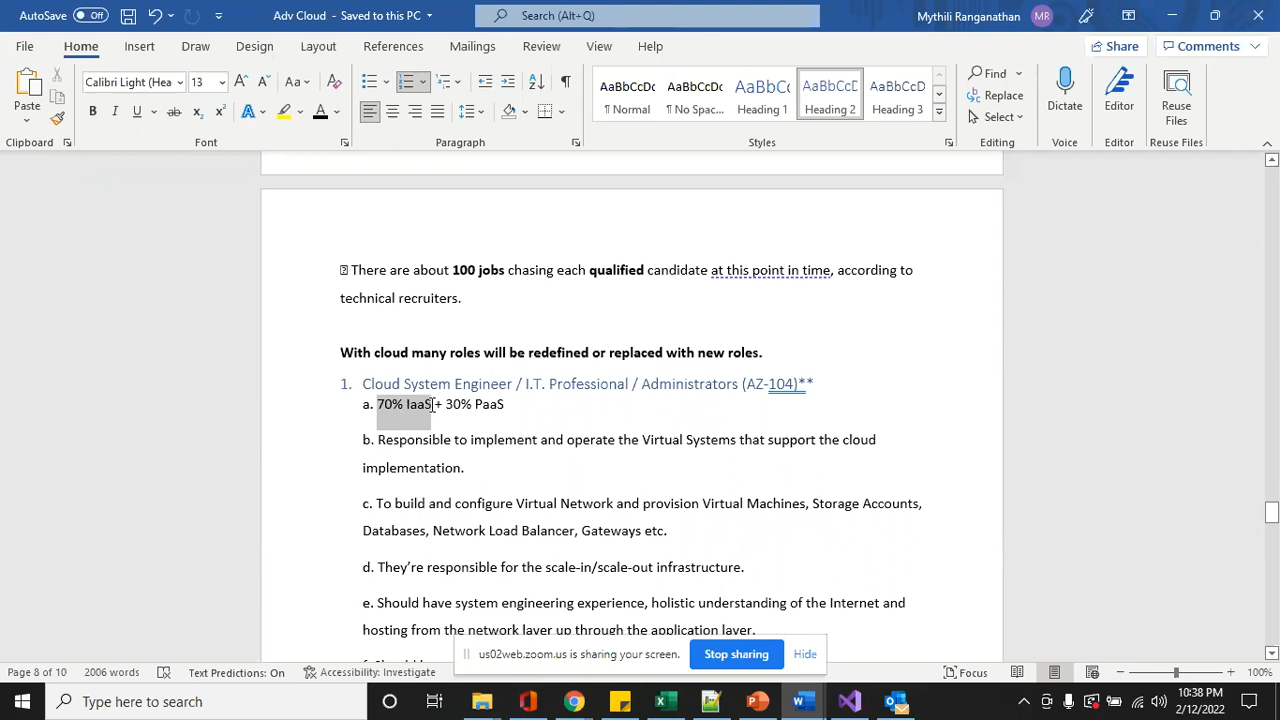 AutoSave Off Adv Cloud - Saved to this PC Search (Alt+Q) Mythili Ranganathan MR
File Home Insert Draw Design Layout References Mailings Review View Help Share Comments
Paste
Clipboard
Calibri Light (Hea 13
Font
Paragraph
AaBbCcDc AaBbCcDc AaBbCc AaBbCcD AaBbCcD
¶ Normal ¶ No Spac... Heading 1 Heading 2 Heading 3
Styles
Find
Replace
Select
Editing
Dictate
Voice
Editor
Editor
Reuse Files
Reuse Files
There are about 100 jobs chasing each qualified candidate at this point in time, according to
technical recruiters.
With cloud many roles will be redefined or replaced with new roles.
1. Cloud System Engineer / I.T. Professional / Administrators (AZ-104)**
a. 70% IaaS + 30% PaaS
b. Responsible to implement and operate the Virtual Systems that support the cloud
implementation.
c. To build and configure Virtual Network and provision Virtual Machines, Storage Accounts,
Databases, Network Load Balancer, Gateways etc.
d. They’re responsible for the scale-in/scale-out infrastructure.
e. Should have system engineering experience, holistic understanding of the Internet and
hosting from the network layer up through the application layer.
us02web.zoom.us is sharing your screen. Stop sharing Hide
Page 8 of 10 2006 words Text Predictions: On Accessibility: Investigate Focus 100%
Type here to search
10:38 PM
2/12/2022